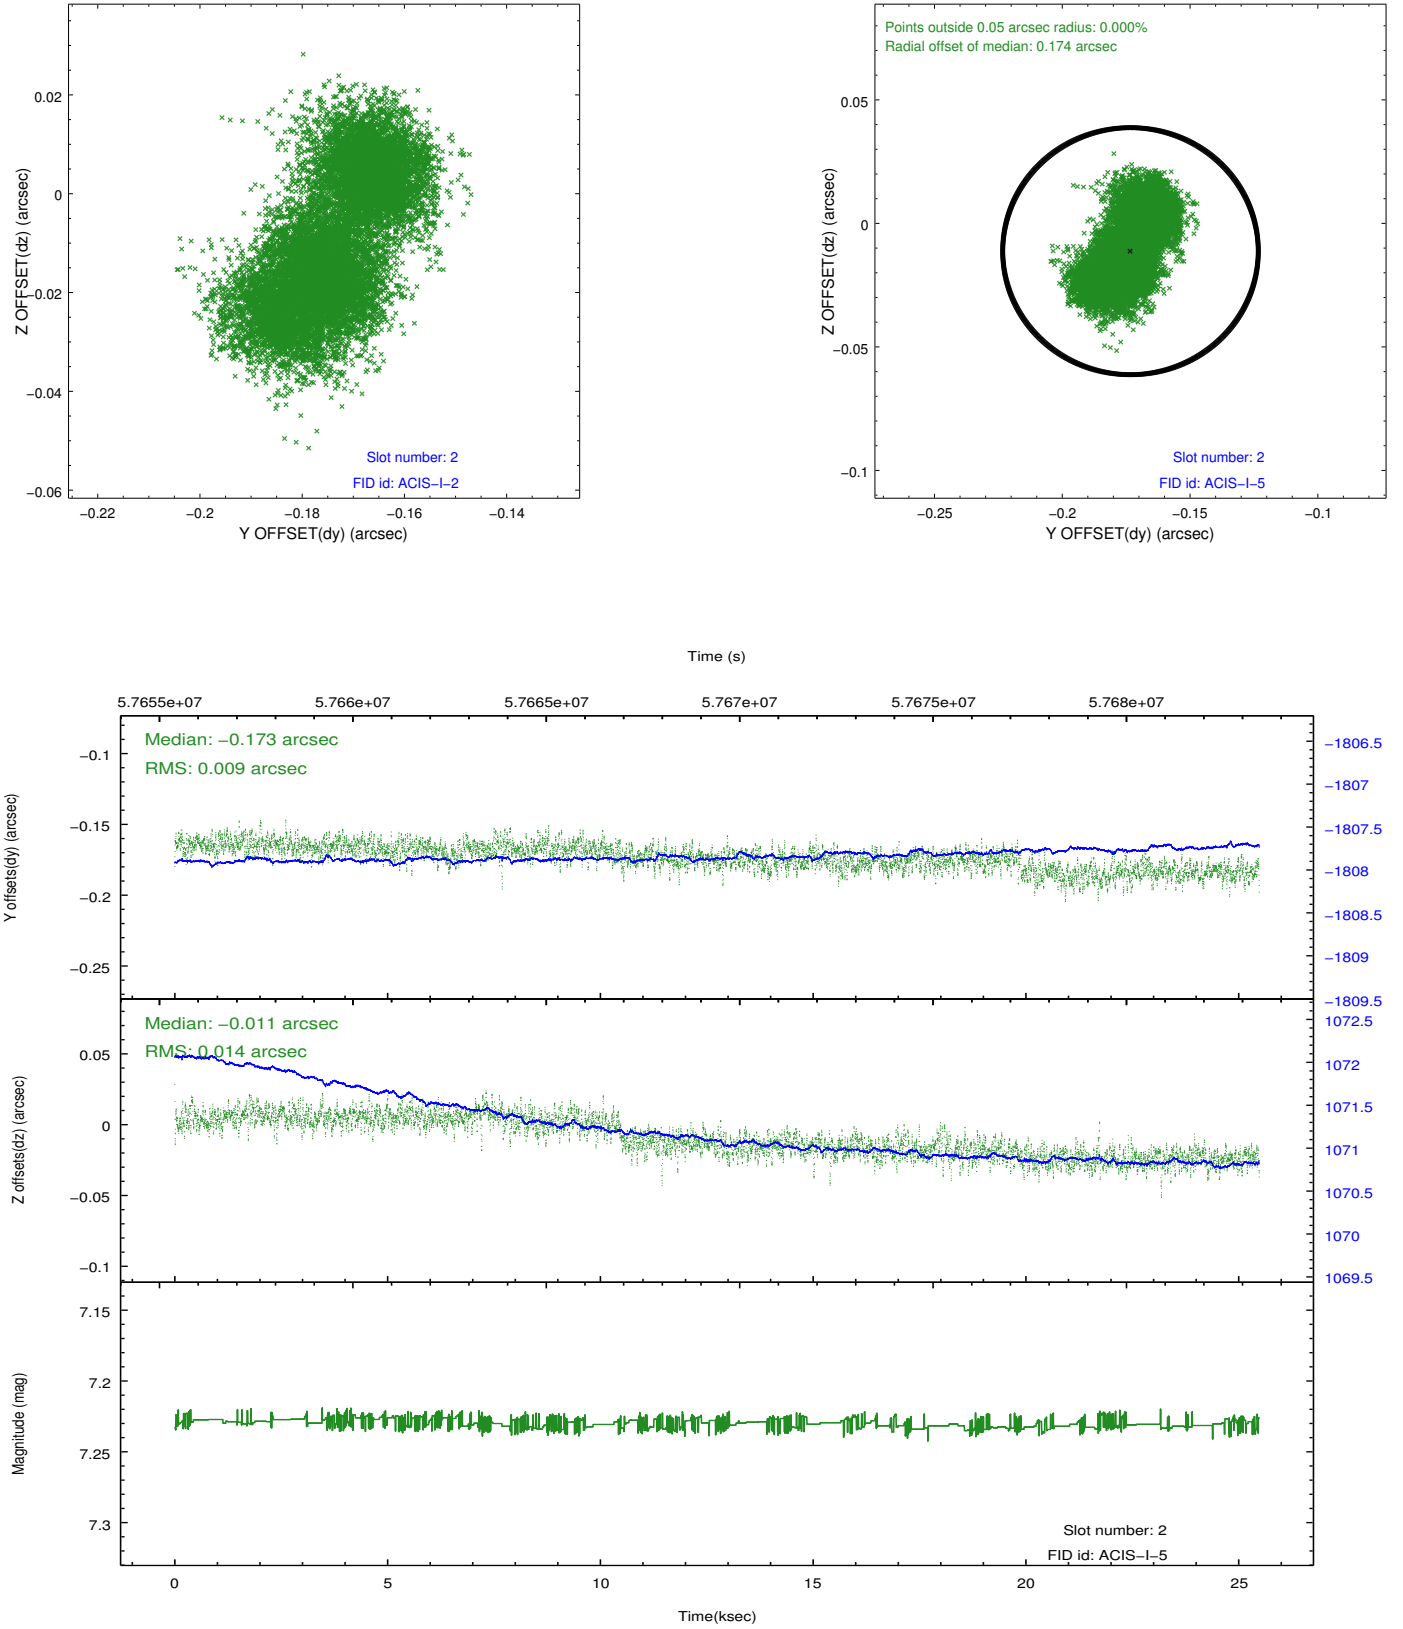 0.02
0
−0.02
−0.04
−0.06
Z OFFSET(dz) (arcsec)
Slot number: 2
FID id: ACIS−I−2
−0.22
−0.2
−0.18
−0.16
−0.14
Y OFFSET(dy) (arcsec)
Points outside 0.05 arcsec radius: 0.000%
Radial offset of median: 0.174 arcsec
0.05
0
−0.05
−0.1
Z OFFSET(dz) (arcsec)
Slot number: 2
FID id: ACIS−I−5
−0.25
−0.2
−0.15
−0.1
Y OFFSET(dy) (arcsec)
Time (s)
5.7655e+07
5.766e+07
5.7665e+07
5.767e+07
5.7675e+07
5.768e+07
Median: −0.173 arcsec
RMS: 0.009 arcsec
−0.1
−0.15
−0.2
−0.25
Y offsets(dy) (arcsec)
−1806.5
−1807
−1807.5
−1808
−1808.5
−1809
−1809.5
Median: −0.011 arcsec
RMS: 0.014 arcsec
0.05
0
−0.05
−0.1
Z offsets(dz) (arcsec)
1072.5
1072
1071.5
1071
1070.5
1070
1069.5
7.15
7.2
7.25
7.3
Magnitude (mag)
Slot number: 2
FID id: ACIS−I−5
0
5
10
15
20
25
Time(ksec)